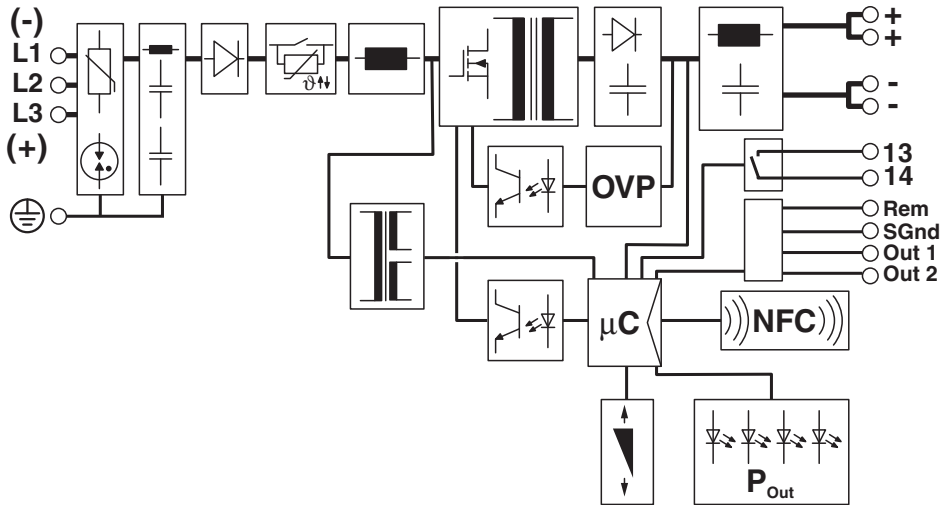 (-)
L1
L2
L3
(+)
ϑ
+
+
-
-
OVP
13
14
Rem
SGnd
Out 1
Out 2
µC
NFC
P Out